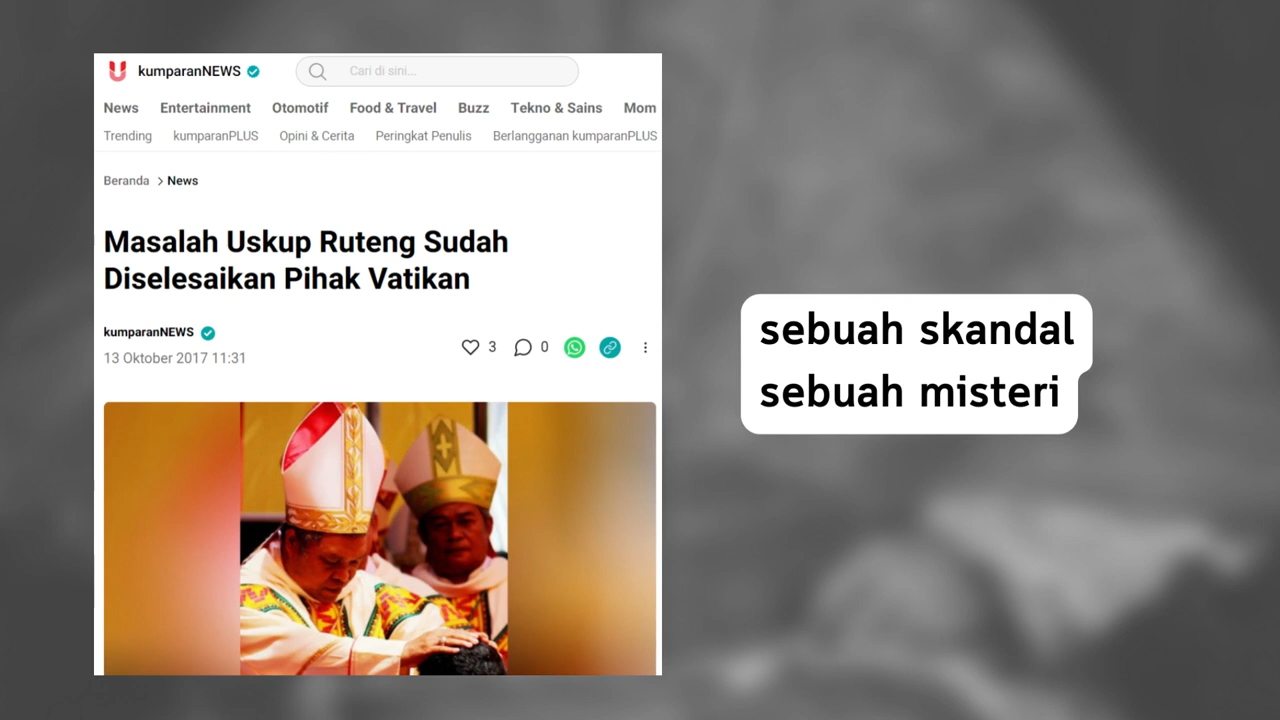 kumparanNEWS
Cari di sini...
News Entertainment Otomotif Food & Travel Buzz Tekno & Sains Mom
Trending kumparanPLUS Opini & Cerita Peringkat Penulis Berlangganan kumparanPLUS
Beranda > News
Masalah Uskup Ruteng Sudah
Diselesaikan Pihak Vatikan
kumparanNEWS
13 Oktober 2017 11:31
3 0
sebuah skandal
sebuah misteri